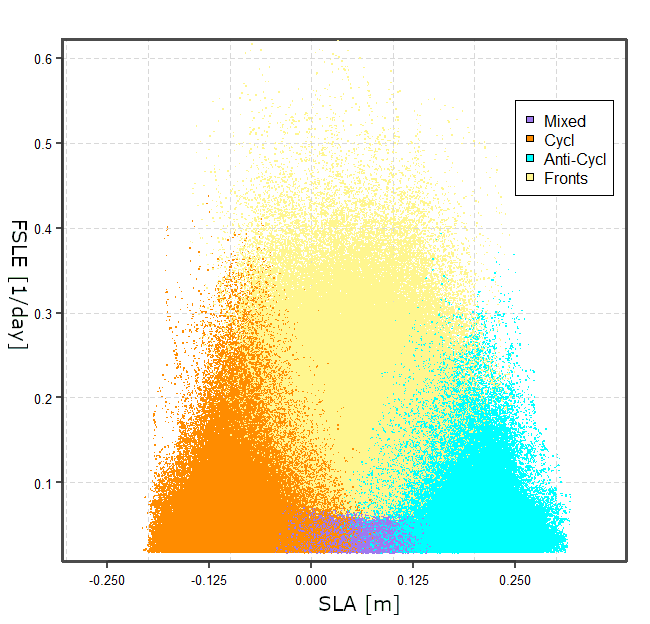 0.6
0.5
0.4
0.3
0.2
0.1
FSLE [1/day]
Mixed
Cycl
Anti-Cycl
Fronts
-0.250 -0.125 0.000 0.125 0.250
SLA [m]